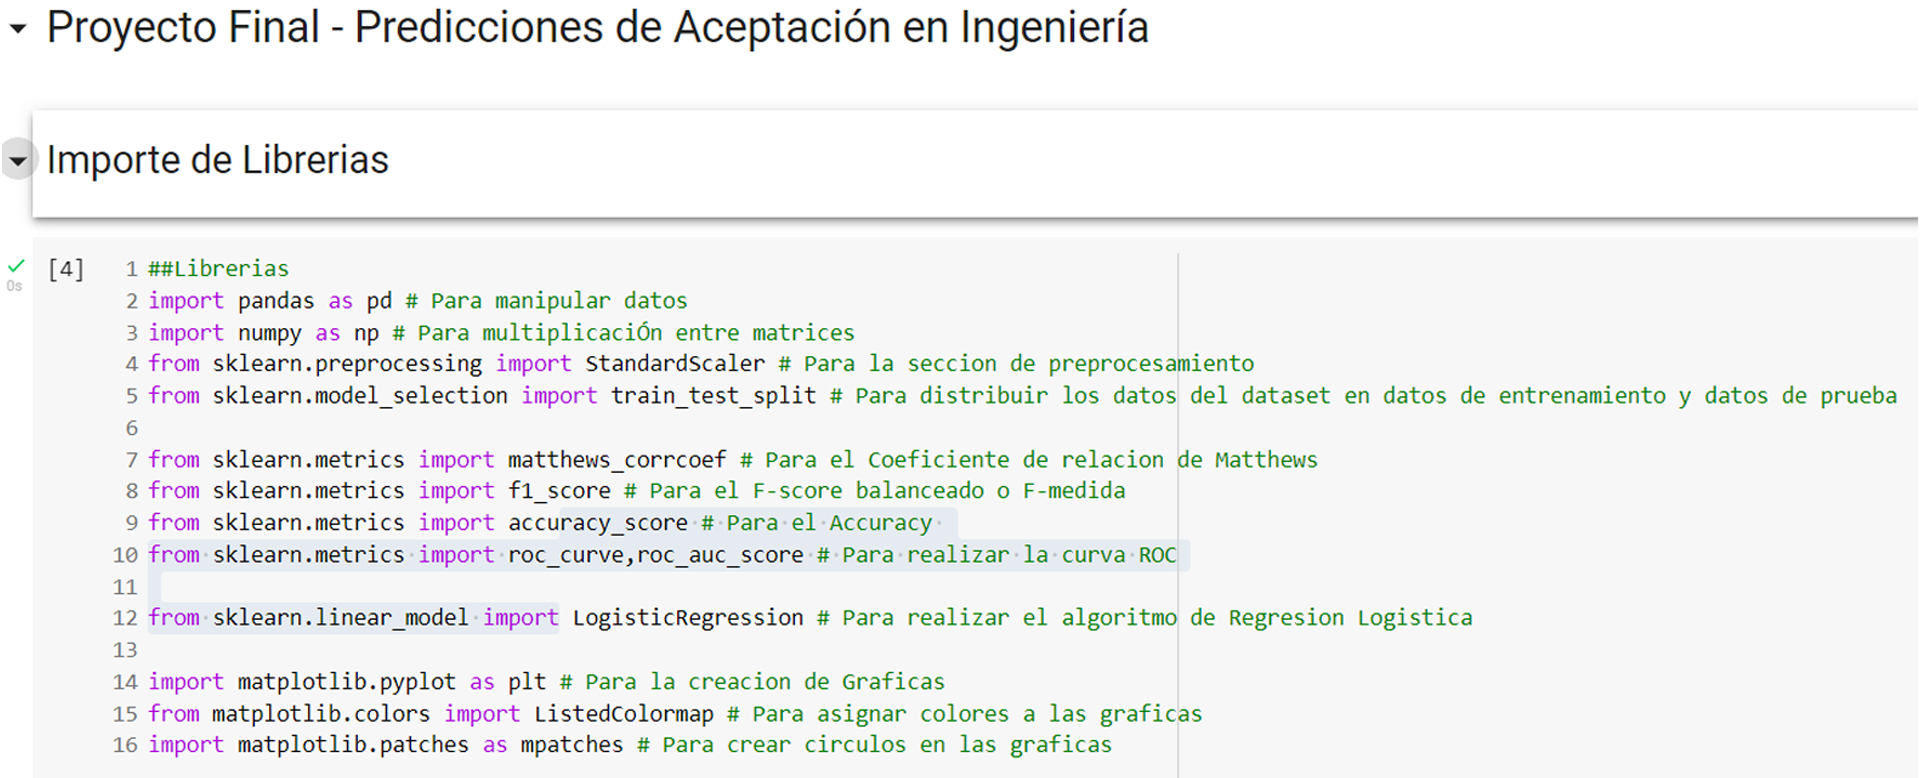 Proyecto Final - Predicciones de Aceptación en Ingeniería
Importe de Librerias
[4]
0s
1 ##Librerias
2 import pandas as pd # Para manipular datos
3 import numpy as np # Para multiplicaciÓn entre matrices
4 from sklearn.preprocessing import StandardScaler # Para la seccion de preprocesamiento
5 from sklearn.model_selection import train_test_split # Para distribuir los datos del dataset en datos de entrenamiento y datos de prueba
6
7 from sklearn.metrics import matthews_corrcoef # Para el Coeficiente de relacion de Matthews
8 from sklearn.metrics import f1_score # Para el F-score balanceado o F-medida
9 from sklearn.metrics import accuracy_score # Para el Accuracy
10 from sklearn.metrics import roc_curve,roc_auc_score # Para realizar la curva ROC
11
12 from sklearn.linear_model import LogisticRegression # Para realizar el algoritmo de Regresion Logistica
13
14 import matplotlib.pyplot as plt # Para la creacion de Graficas
15 from matplotlib.colors import ListedColormap # Para asignar colores a las graficas
16 import matplotlib.patches as mpatches # Para crear circulos en las graficas